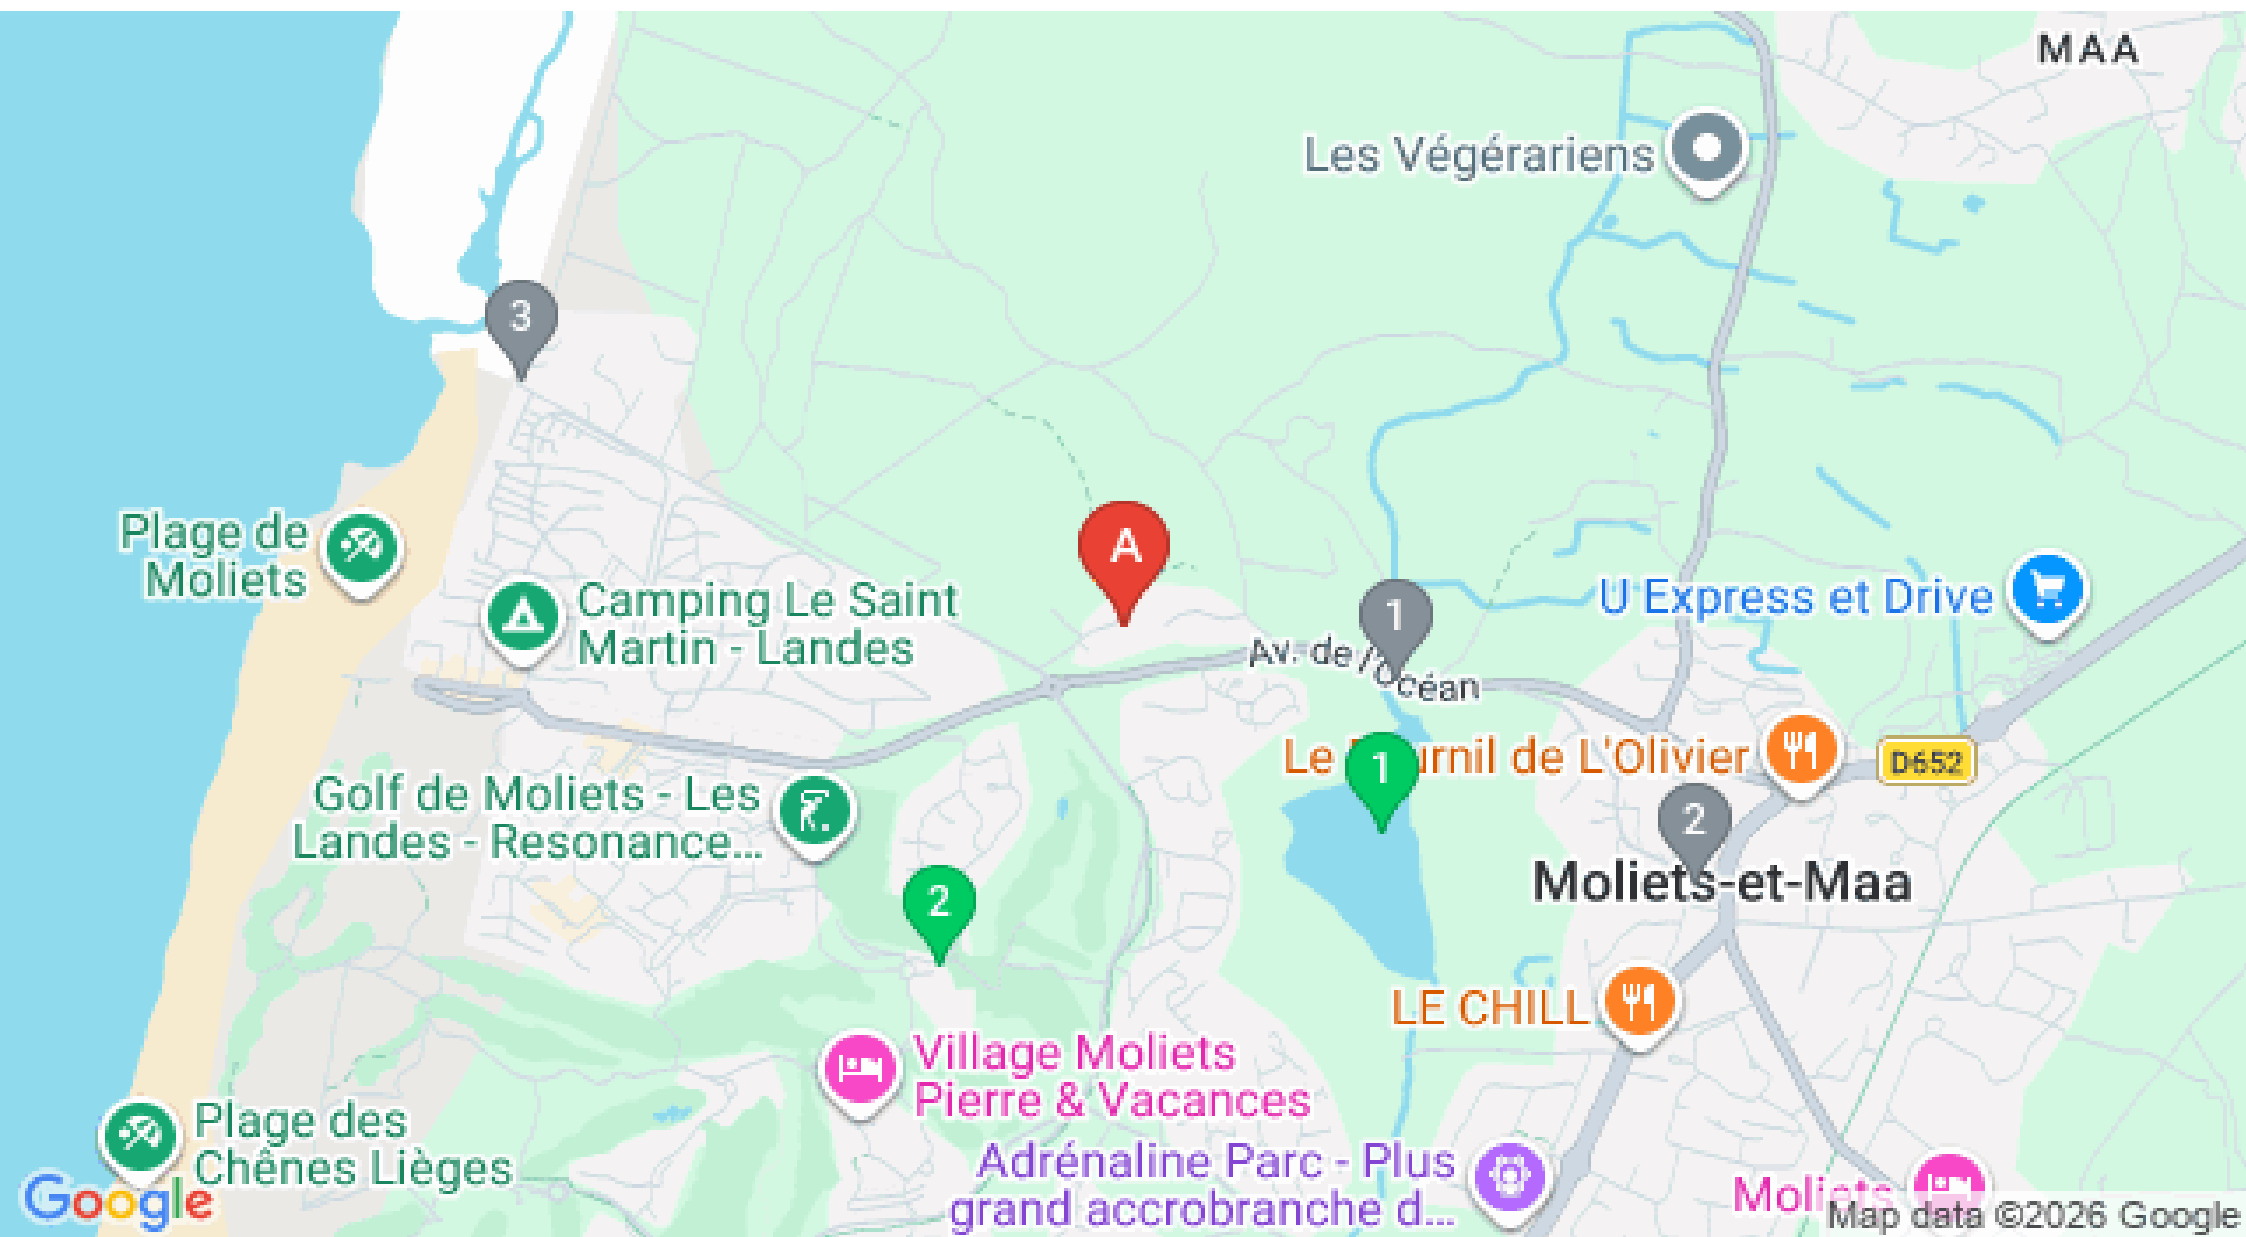 MAA
Les Végérariens
3
Plage de
Moliets
A
Camping Le Saint
Martin - Landes
1
U Express et Drive
Av. de l'Océan
Le
rnil de L'Olivier
1
D652
Golf de Moliets - Les
Landes - Resonance...
2
2
Moliets-et-Maa
LE CHILL
Village Moliets
Pierre & Vacances
Plage des
Chênes Lièges
Adrénaline Parc - Plus
grand accrobranche d...
Moliets
Google
Map data ©2026 Google